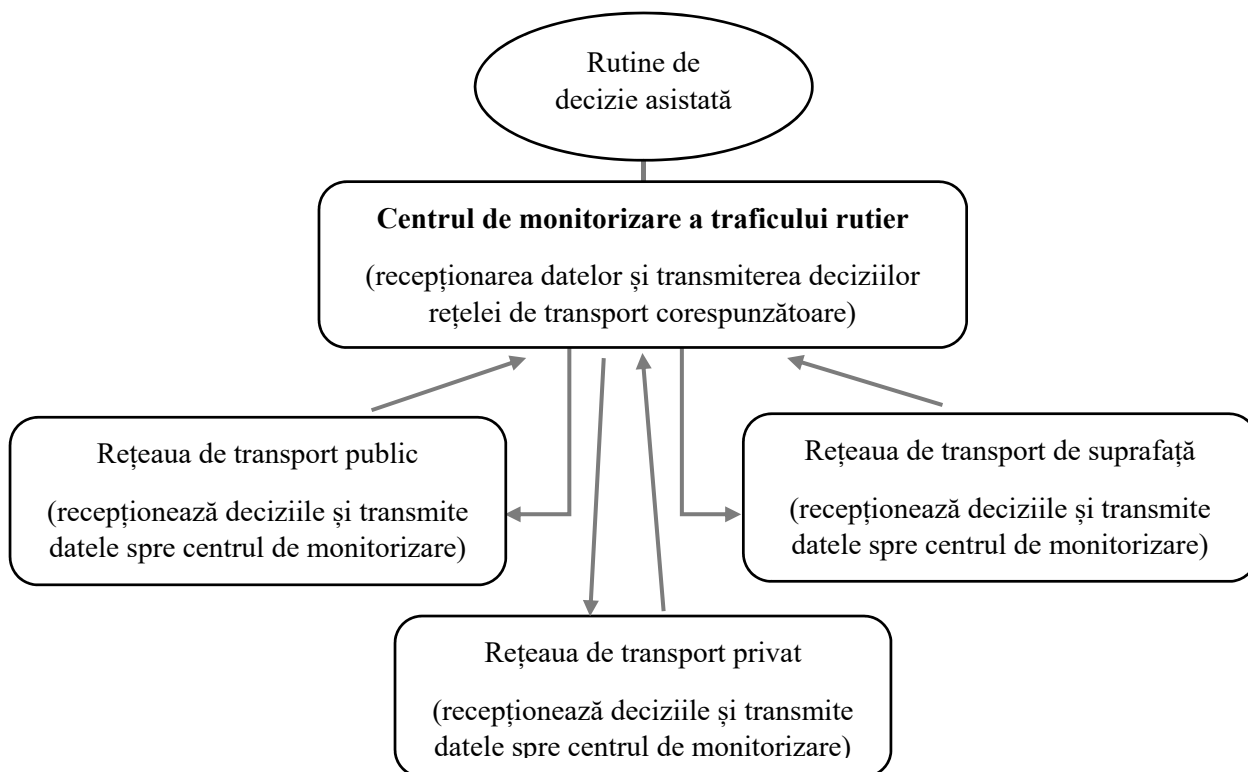 Rutine de
decizie asistată
Centrul de monitorizare a traficului rutier
(recepționarea datelor și transmiterea deciziilor
rețelei de transport corespunzătoare)
Rețeaua de transport public
(recepționează deciziile și transmite
datele spre centrul de monitorizare)
Rețeaua de transport de suprafață
(recepționează deciziile și transmite
datele spre centrul de monitorizare)
Rețeaua de transport privat
(recepționează deciziile și transmite
datele spre centrul de monitorizare)